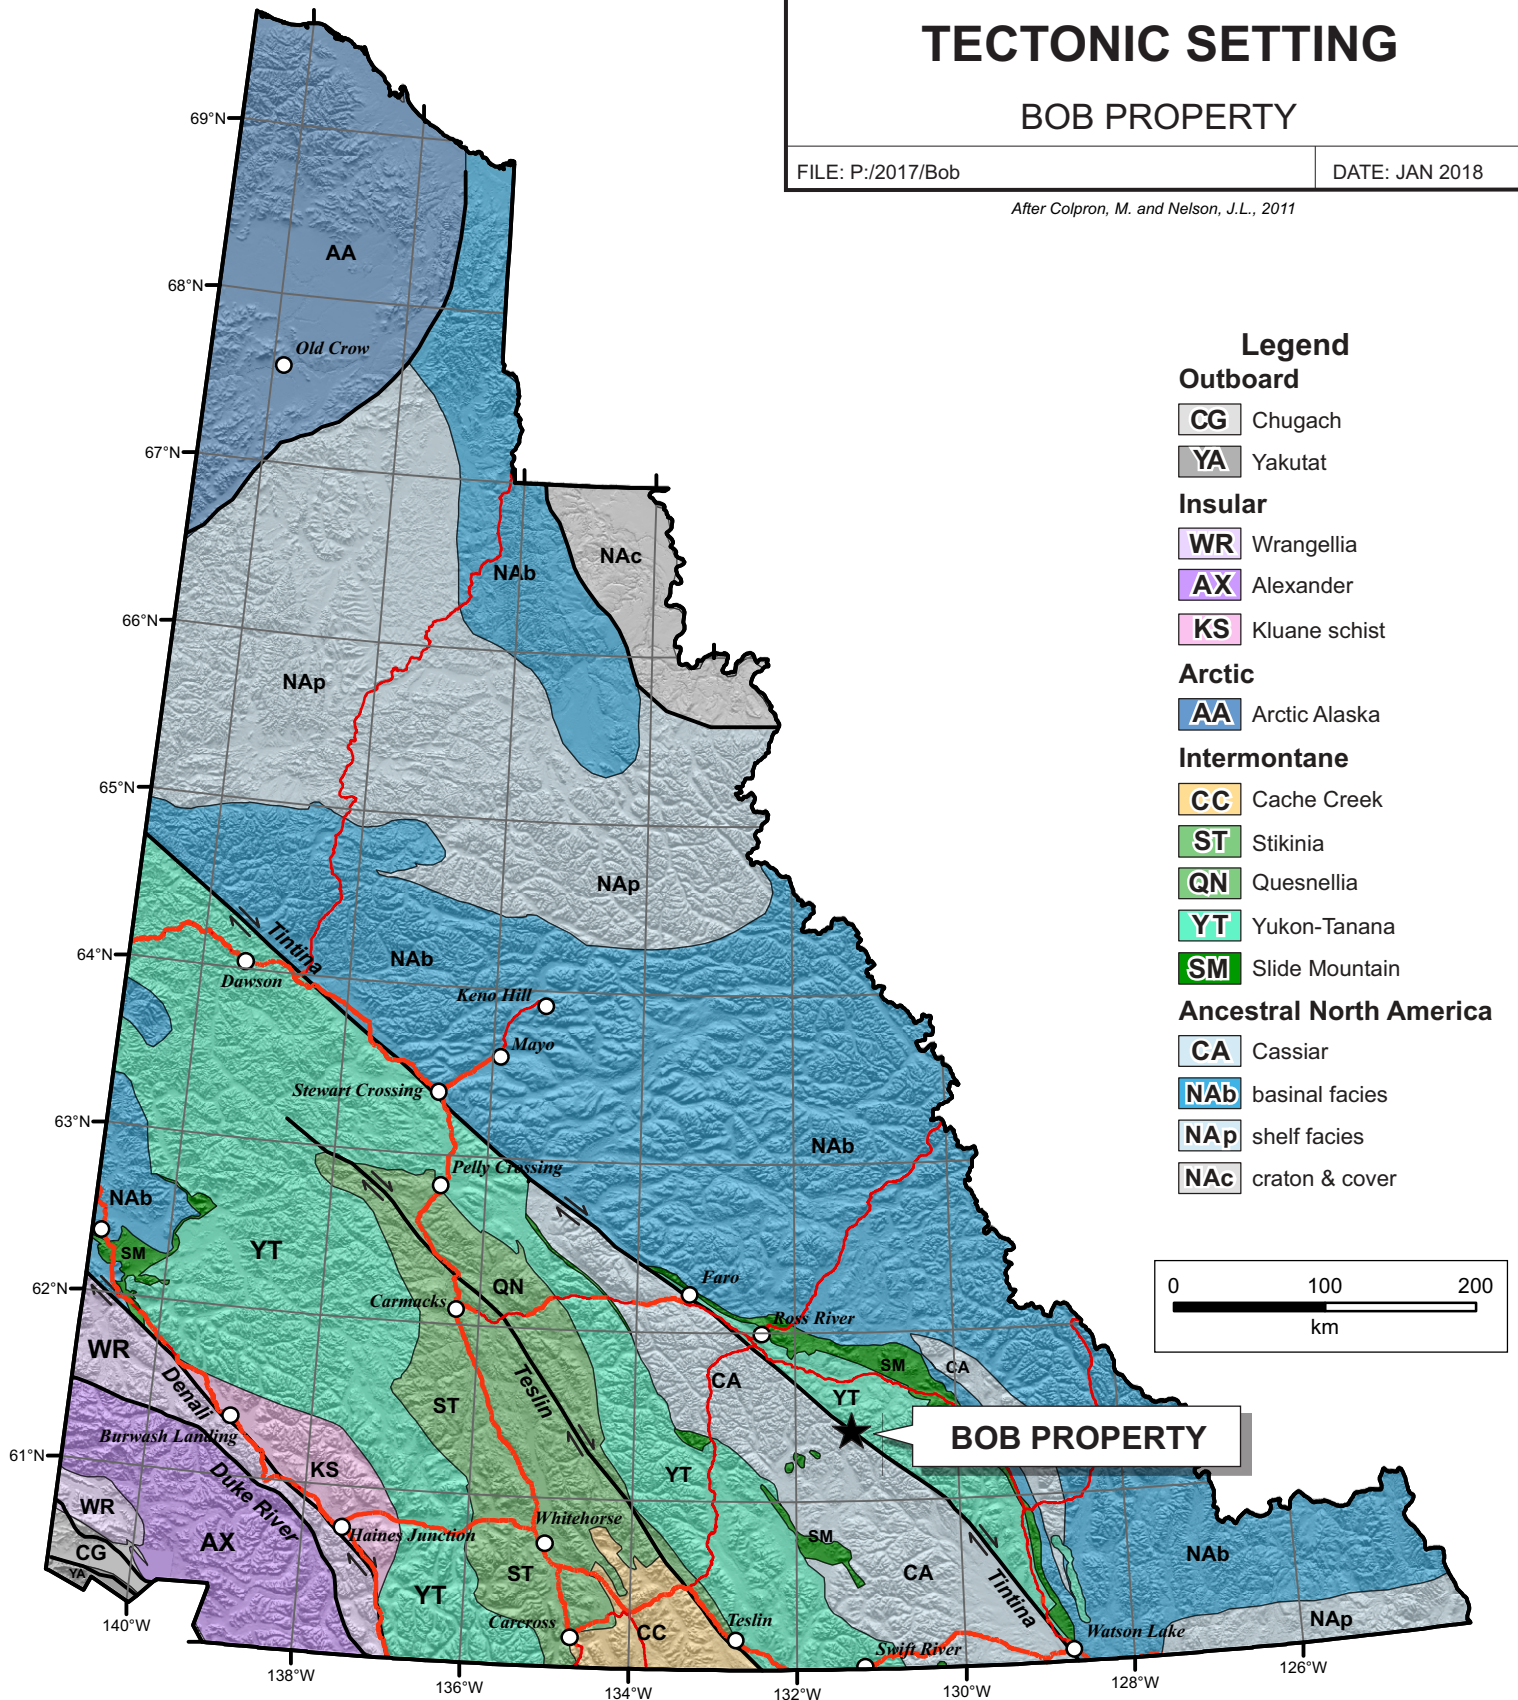 TECTONIC SETTING
BOB PROPERTY
FILE: P:/2017/Bob
DATE: JAN 2018
After Colpron, M. and Nelson, J.L., 2011
69°N
AA
68°N
Old Crow
67°N
NAc
NAb
66°N
NAp
65°N
NAp
64°N
Tintina
NAb
Dawson
Keno Hill
Mayo
Stewart Crossing
63°N
NAb
Pelly Crossing
NAb
YT
SM
62°N
QN
Faro
Carmacks
Ross River
WR
SM
CA
Denali
Teslin
CA
YT
ST
Burwash Landing
BOB PROPERTY
61°N
KS
YT
Duke River
WR
Whitehorse
Haines Junction
AX
SM
CG
YA
ST
CA
NAb
YT
Tintina
140°W
Carcross
CC
Teslin
Swift River
Watson Lake
NAp
138°W
136°W
134°W
132°W
130°W
128°W
126°W
Legend
Outboard
CG Chugach
YA Yakutat
Insular
WR Wrangellia
AX Alexander
KS Kluane schist
Arctic
AA Arctic Alaska
Intermontane
CC Cache Creek
ST Stikinia
QN Quesnellia
YT Yukon-Tanana
SM Slide Mountain
Ancestral North America
CA Cassiar
NAb basinal facies
NAp shelf facies
NAc craton & cover
0 100 200
km